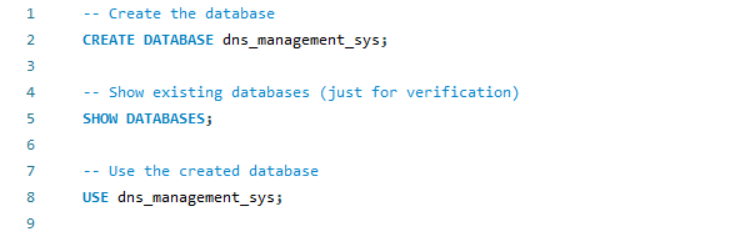 1 -- Create the database
2 CREATE DATABASE dns_management_sys;
3
4 -- Show existing databases (just for verification)
5 SHOW DATABASES;
6
7 -- Use the created database
8 USE dns_management_sys;
9